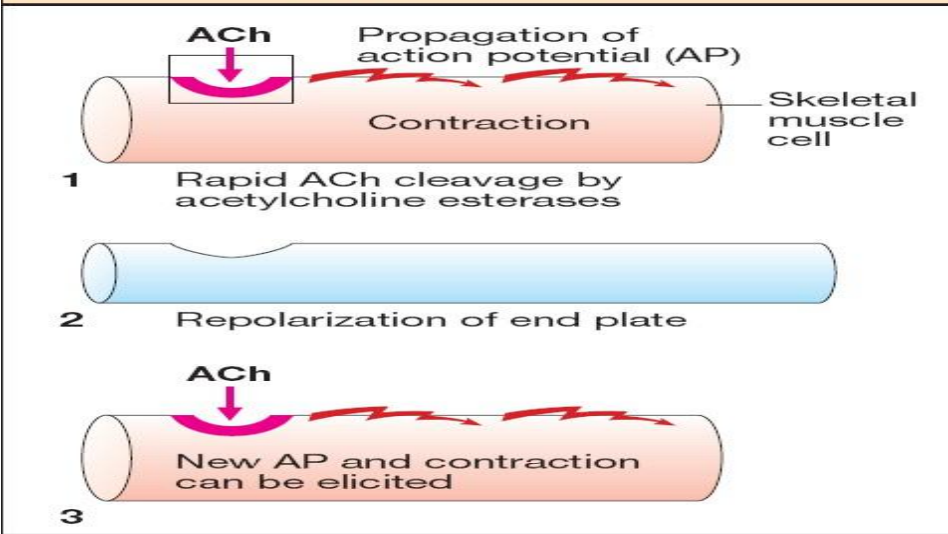 ACh
Propagation of
action potential (AP)
Contraction
Skeletal
muscle
cell
1
Rapid ACh cleavage by
acetylcholine esterases
2
Repolarization of end plate
ACh
New AP and contraction
can be elicited
3